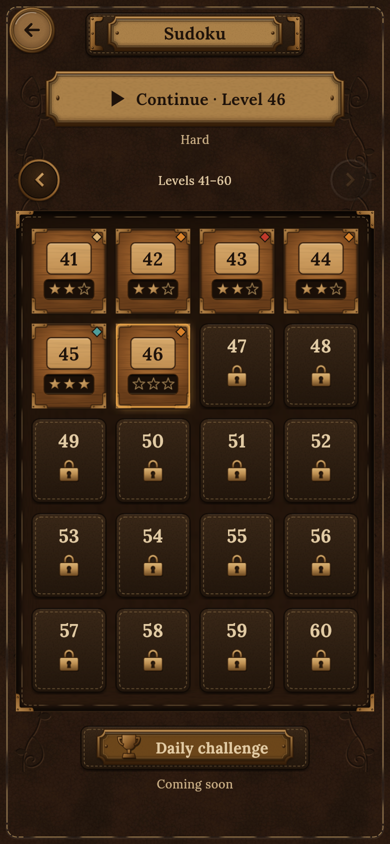 Sudoku
Continue · Level 46
Hard
Levels 41–60
41 42 43 44
45 46 47 48
49 50 51 52
53 54 55 56
57 58 59 60
Daily challenge
Coming soon